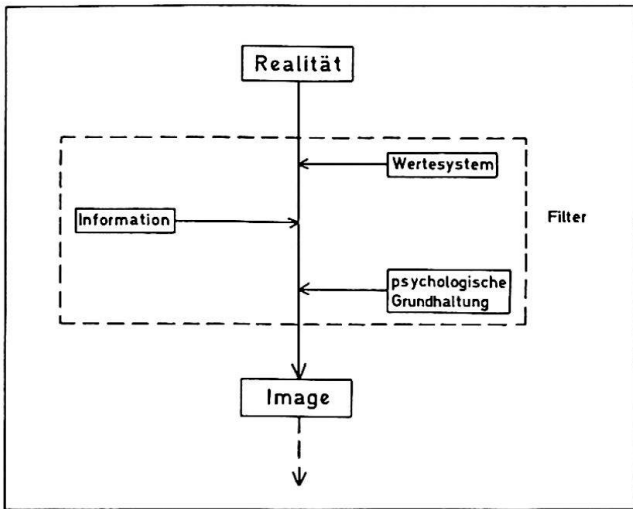 Realität
Wertesystem
Information
Filter
psychologische
Grundhaltung
Image